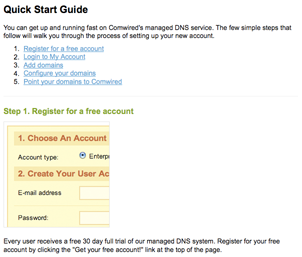 Quick Start Guide
You can get up and running fast on Comwired's managed DNS service. The few simple steps that
follow will walk you through the process of setting up your new account.
1. Register for a free account
2. Login to My Account
3. Add domains
4. Configure your domains
5. Point your domains to Comwired
Step 1. Register for a free account
1. Choose An Account
Account type: Enterp
2. Create Your User Ac
E-mail address
Password:
Every user receives a free 30 day full trial of our managed DNS system. Register for your free
account by clicking the "Get your free account!" link at the top of the page.